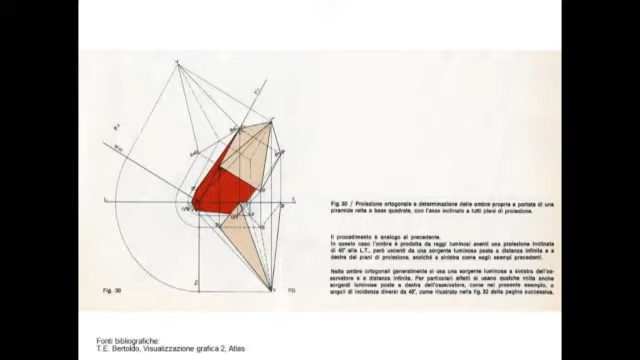 Fig. 30 / Proiezione ortogonale e determinazione delle ombre propria e portata di una
piramide retta a base quadrata, con l'asse inclinato a tutti piani di proiezione.
Il procedimento è analogo al precedente.
In questo caso l'ombra è prodotta da raggi luminosi aventi una proiezione inclinata
di 45° alla L.T., però uscenti da una sorgente luminosa posta a distanza infinita e a
destra dei piani di proiezione, anziché a sinistra come negli esempi precedenti.
Nelle ombre ortogonali generalmente si usa una sorgente luminosa a sinistra dell'os-
servatore e a distanza infinita. Per particolari effetti si usano qualche volta anche
sorgenti luminose poste a destra dell'osservatore, come nel presente esempio, o
angoli di incidenza diversi da 45°, come illustrato nella fig. 32 della pagina successiva.
Fig. 30
Fonti bibliografiche:
T.E. Bertoldo, Visualizzazione grafica 2, Atlas